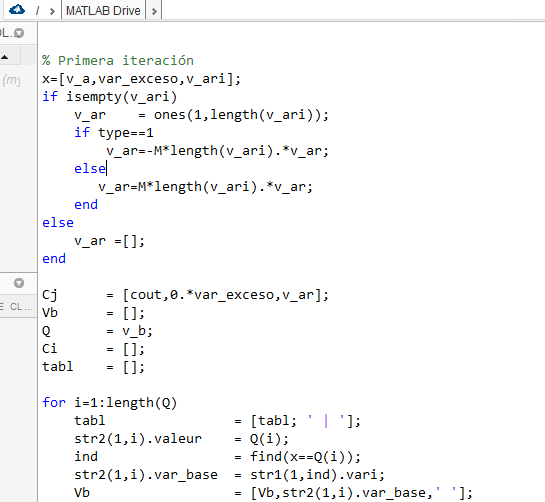 / > MATLAB Drive >
OL...
(my
% Primera iteración
x=[v_a,var_exceso,v_ari];
if isempty(v_ari)
v_ar = ones(1,length(v_ari));
if type==1
v_ar=-M*length(v_ari).*v_ar;
else
v_ar=M*length(v_ari).*v_ar;
end
else
v_ar =[];
end
E CL...
Cj = [cout,0.*var_exceso,v_ar];
Vb = [];
Q = v_b;
Ci = [];
tabl = [];
for i=1:length(Q)
tabl = [tabl; ' | '];
str2(1,i).valeur = Q(i);
ind = find(x==Q(i));
str2(1,i).var_base = str1(1,ind).vari;
Vb = [Vb,str2(1,i).var_base,' '];